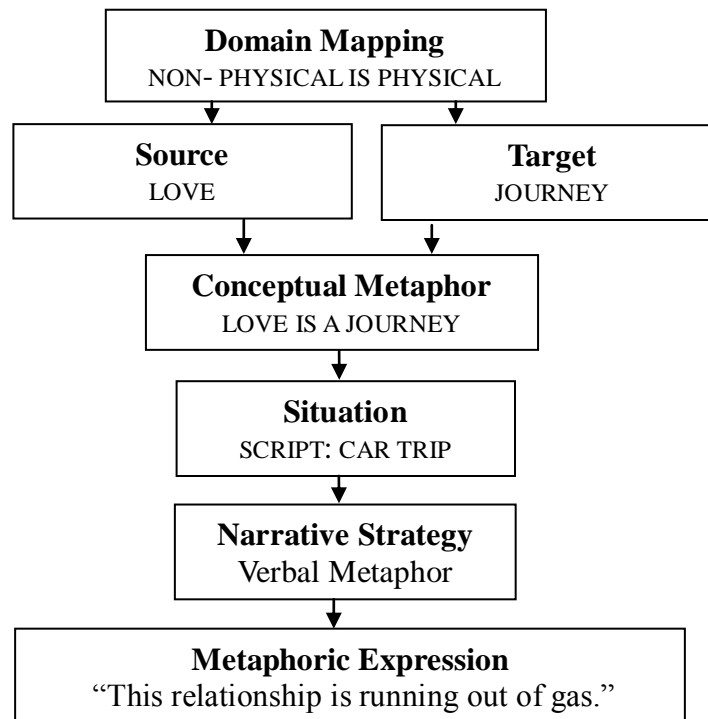 Domain Mapping
NON- PHYSICAL IS PHYSICAL
Source
LOVE
Target
JOURNEY
Conceptual Metaphor
LOVE IS A JOURNEY
Situation
SCRIPT: CAR TRIP
Narrative Strategy
Verbal Metaphor
Metaphoric Expression
“This relationship is running out of gas.”